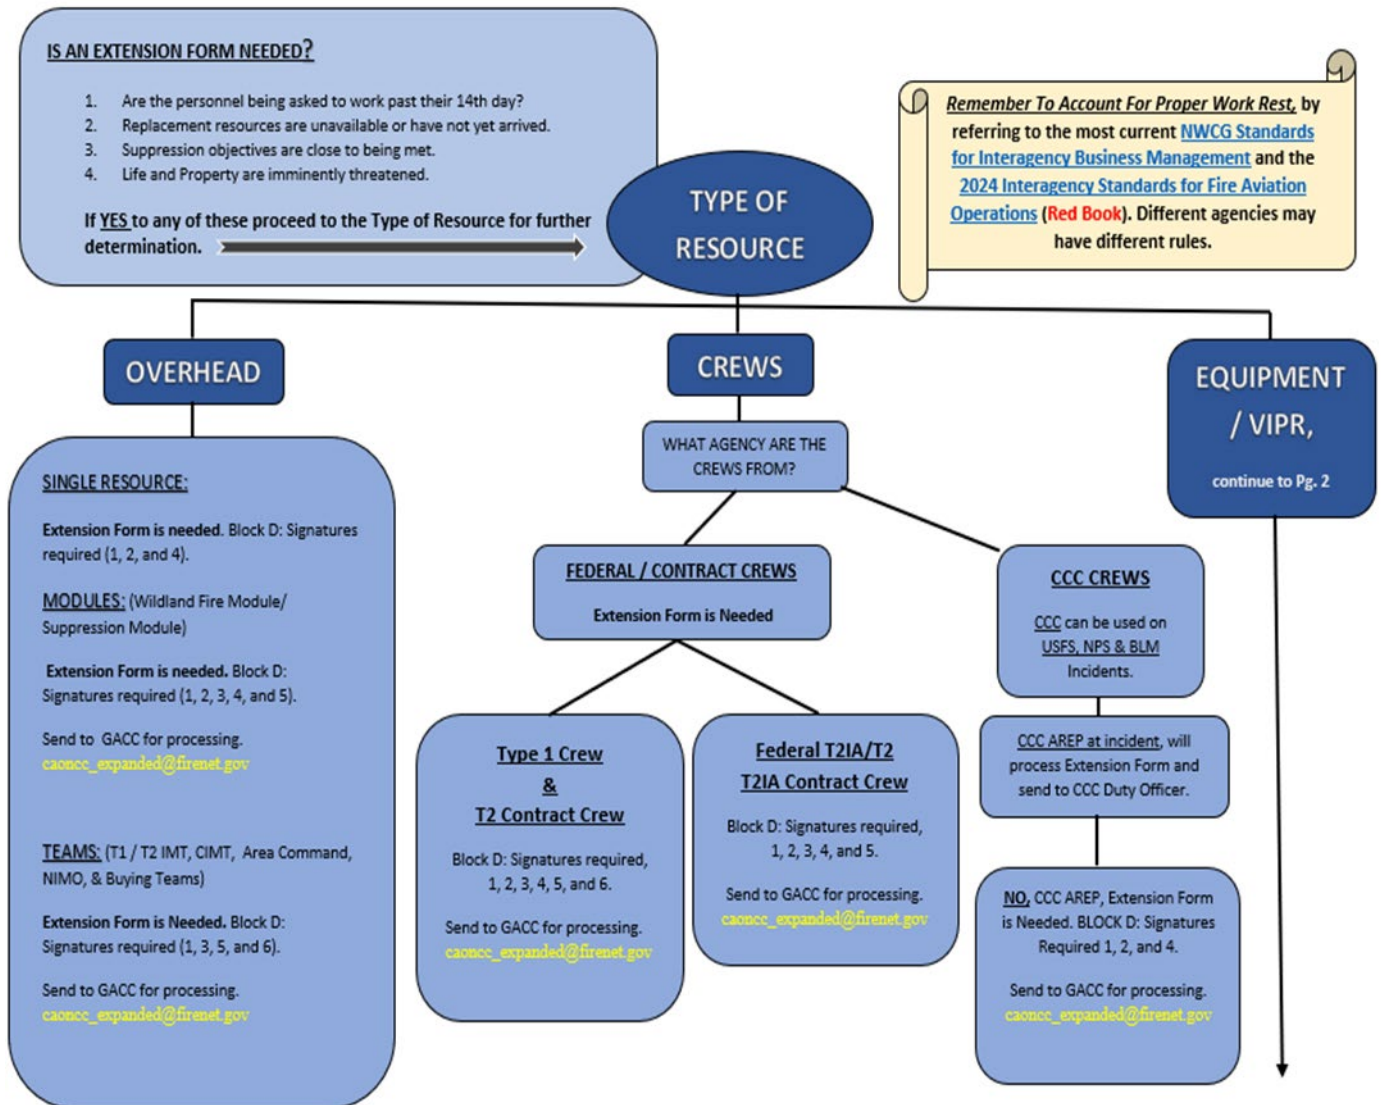 IS AN EXTENSION FORM NEEDED?
1. Are the personnel being asked to work past their 14th day?
2. Replacement resources are unavailable or have not yet arrived.
3. Suppression objectives are close to being met.
4. Life and Property are imminently threatened.
If YES to any of these proceed to the Type of Resource for further
determination.
Remember To Account For Proper Work Rest, by
referring to the most current NWCG Standards
for Interagency Business Management and the
2024 Interagency Standards for Fire Aviation
Operations (Red Book). Different agencies may
have different rules.
TYPE OF
RESOURCE
OVERHEAD
SINGLE RESOURCE:
Extension Form is needed. Block D: Signatures
required (1, 2, and 4).
MODULES: (Wildland Fire Module/
Suppression Module)
Extension Form is needed. Block D:
Signatures required (1, 2, 3, 4, and 5).
Send to GACC for processing.
caoncc_expanded@firenet.gov
TEAMS: (T1 / T2 IMT, CIMT, Area Command,
NIMO, & Buying Teams)
Extension Form is Needed. Block D:
Signatures required (1, 3, 5, and 6).
Send to GACC for processing.
caoncc_expanded@firenet.gov
CREWS
WHAT AGENCY ARE THE
CREWS FROM?
FEDERAL / CONTRACT CREWS
Extension Form is Needed
Type 1 Crew
&
T2 Contract Crew
Block D: Signatures required,
1, 2, 3, 4, 5, and 6.
Send to GACC for processing.
caoncc_expanded@firenet.gov
Federal T2IA/T2
T2IA Contract Crew
Block D: Signatures required,
1, 2, 3, 4, and 5.
Send to GACC for processing.
caoncc_expanded@firenet.gov
CCC CREWS
CCC can be used on
USFS, NPS & BLM
Incidents.
CCC AREP at incident, will
process Extension Form and
send to CCC Duty Officer.
NO, CCC AREP, Extension Form
is Needed. BLOCK D: Signatures
Required 1, 2, and 4.
Send to GACC for processing.
caoncc_expanded@firenet.gov
EQUIPMENT
/ VIPR,
continue to Pg. 2